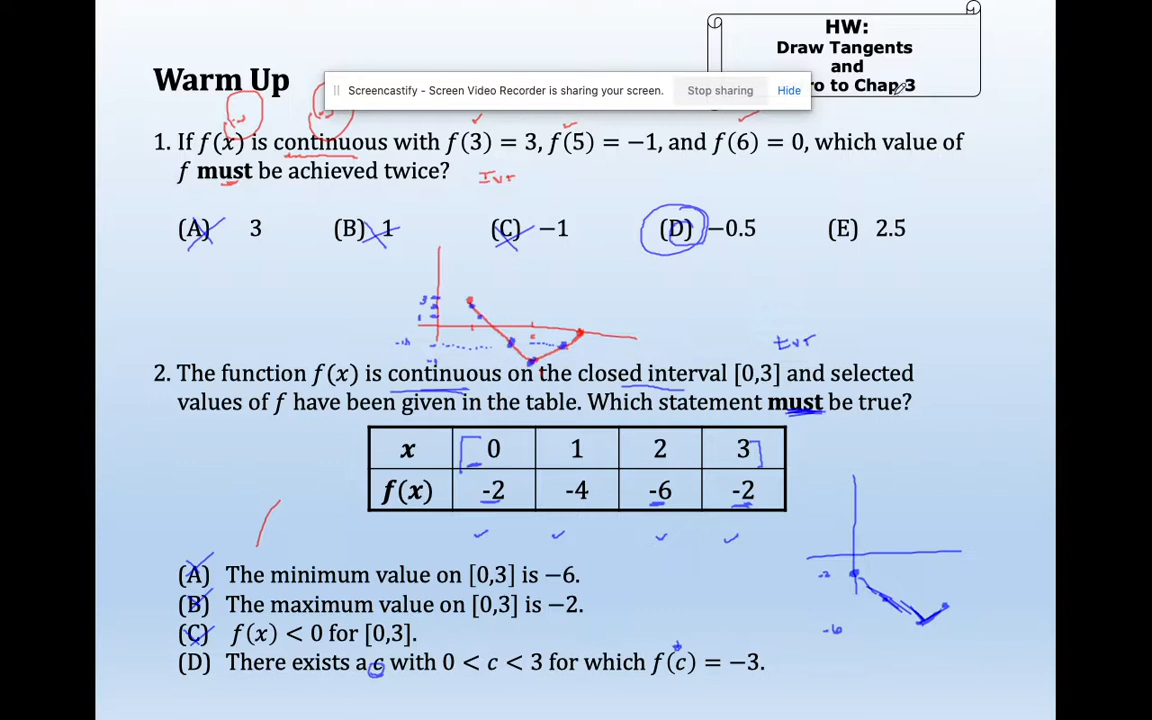 HW:
Draw Tangents
and
ro to Chap 3
Warm Up
Screencastify - Screen Video Recorder is sharing your screen.
Stop sharing
Hide
1. If f(x) is continuous with f(3) = 3, f(5) = −1, and f(6) = 0, which value of
f must be achieved twice?
IVT
(A) 3 (B) 1 (C) −1 (D) −0.5 (E) 2.5
3
1
IVT
2. The function f(x) is continuous on the closed interval [0,3] and selected
values of f have been given in the table. Which statement must be true?
x [ 0 1 2 3 ]
f(x) -2 -4 -6 -2
(A) The minimum value on [0,3] is −6.
(B) The maximum value on [0,3] is −2.
(C) f(x) < 0 for [0,3].
(D) There exists a c with 0 < c < 3 for which f(c) = −3.
-2
-6